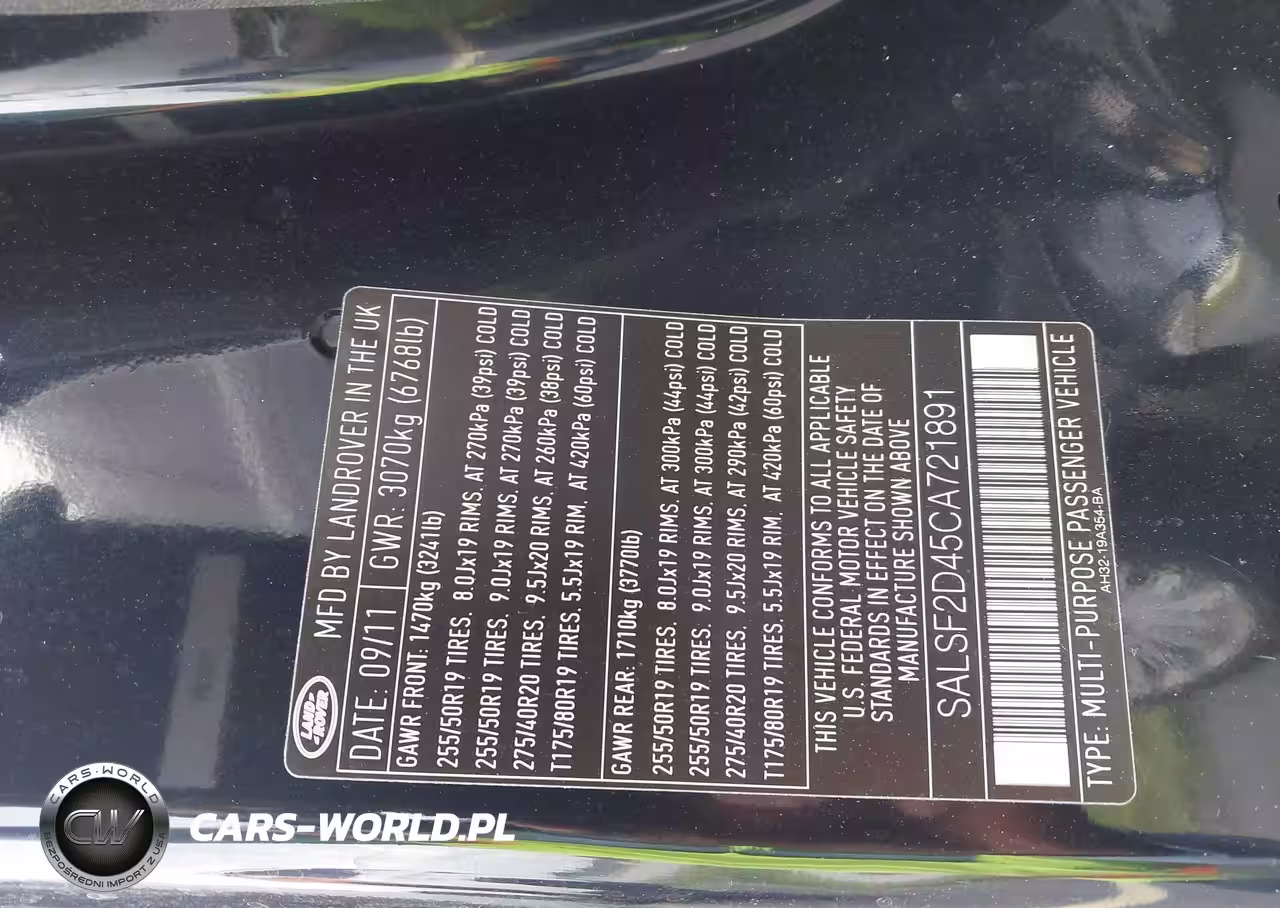 LAND-
ROVER
MFD BY LANDROVER IN THE UK
DATE: 09/11 GWR: 3070kg (6768lb)
GAWR FRONT: 1470kg (3241lb)
255/50R19 TIRES. 8.0Jx19 RIMS. AT 270kPa (39psi) COLD
255/50R19 TIRES. 9.0Jx19 RIMS. AT 270kPa (39psi) COLD
275/40R20 TIRES. 9.5Jx20 RIMS. AT 260kPa (38psi) COLD
T175/80R19 TIRES. 5.5Jx19 RIM. AT 420kPa (60psi) COLD
GAWR REAR: 1710kg (3770lb)
255/50R19 TIRES. 8.0Jx19 RIMS. AT 300kPa (44psi) COLD
255/50R19 TIRES. 9.0Jx19 RIMS. AT 300kPa (44psi) COLD
275/40R20 TIRES. 9.5Jx20 RIMS. AT 290kPa (42psi) COLD
T175/80R19 TIRES. 5.5Jx19 RIM. AT 420kPa (60psi) COLD
THIS VEHICLE CONFORMS TO ALL APPLICABLE
U.S. FEDERAL MOTOR VEHICLE SAFETY
STANDARDS IN EFFECT ON THE DATE OF
MANUFACTURE SHOWN ABOVE
SALSF2D45CA721891
TYPE: MULTI-PURPOSE PASSENGER VEHICLE
AH32-19A354-BA
CARS-WORLD
CW
BEZPOŚREDNI IMPORT Z USA
CARS-WORLD.PL